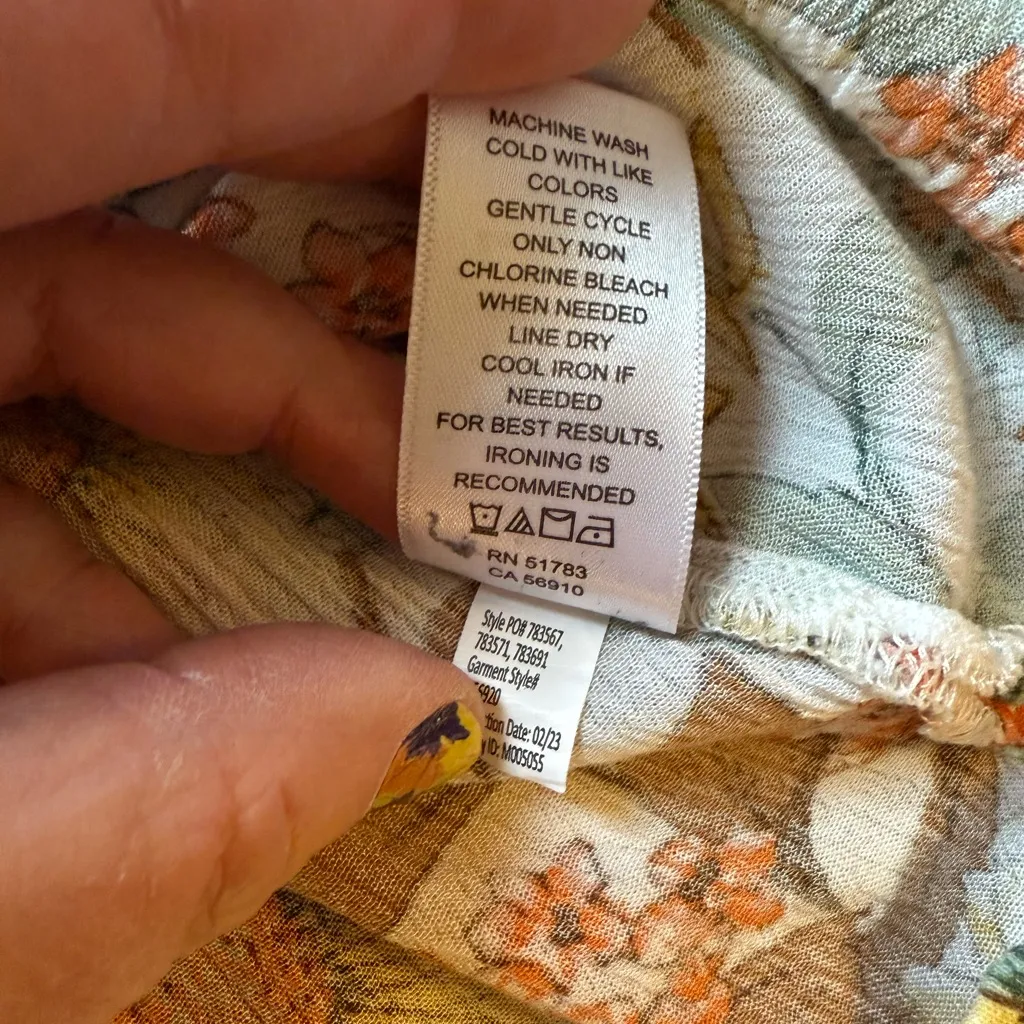 MACHINE WASH
COLD WITH LIKE
COLORS
GENTLE CYCLE
ONLY NON
CHLORINE BLEACH
WHEN NEEDED
LINE DRY
COOL IRON IF
NEEDED
FOR BEST RESULTS,
IRONING IS
RECOMMENDED
RN 51783
CA 56910
Style PO# 783567,
783571, 783691
Garment Style#
Date: 02/23
ID: M005055